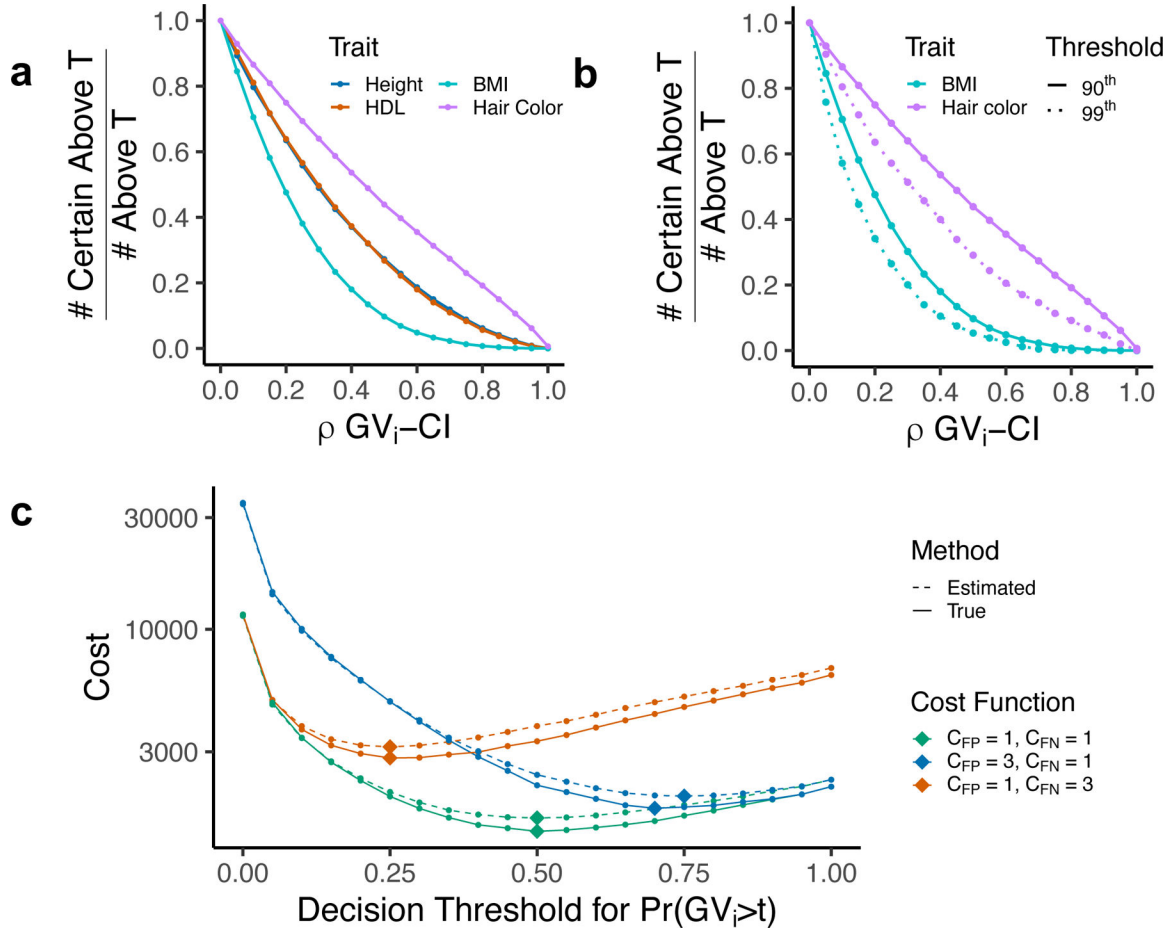 a
# Certain Above T
# Above T
1.0
0.8
0.6
0.4
0.2
0.0
0.0 0.2 0.4 0.6 0.8 1.0
ρ GVi−CI
Trait
Height BMI
HDL Hair Color
b
# Certain Above T
# Above T
1.0
0.8
0.6
0.4
0.2
0.0
0.0 0.2 0.4 0.6 0.8 1.0
ρ GVi−CI
Trait
BMI
Hair color
Threshold
90th
99th
c
Cost
30000
10000
3000
0.00 0.25 0.50 0.75 1.00
Decision Threshold for Pr(GVi>t)
Method
Estimated
True
Cost Function
CFP = 1, CFN = 1
CFP = 3, CFN = 1
CFP = 1, CFN = 3